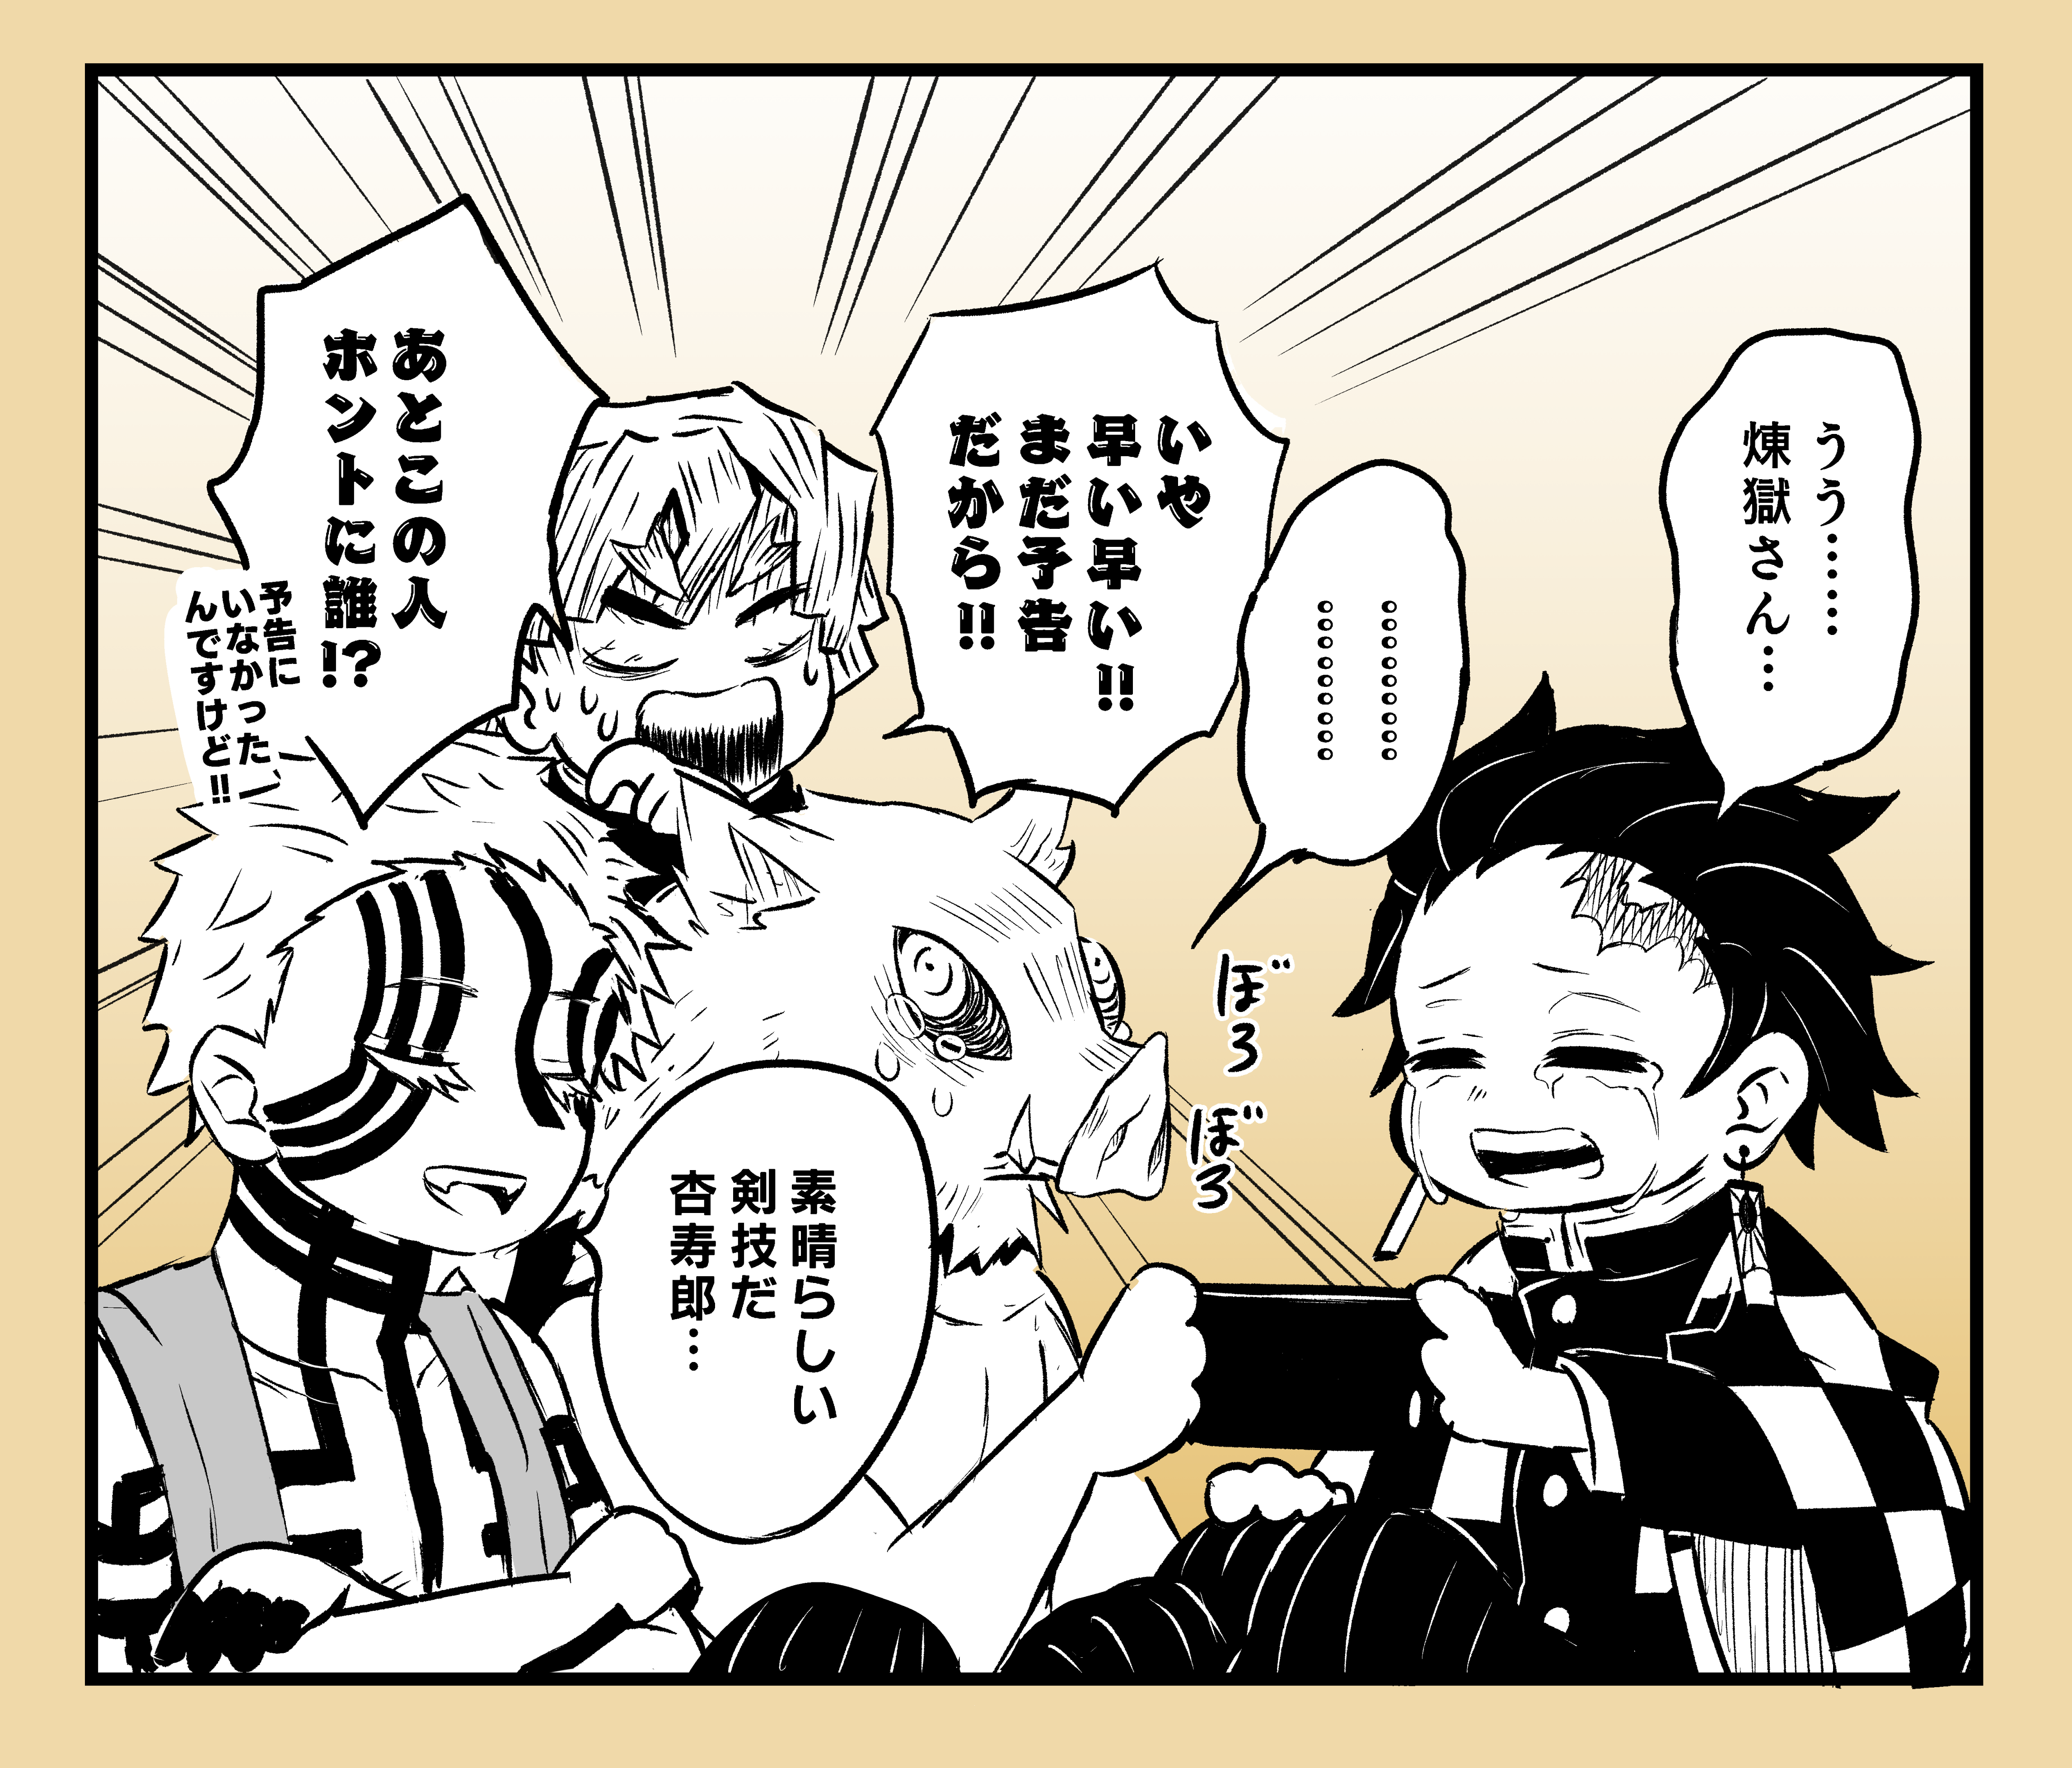 うう………
煉獄さん…
………
………
いや
早い早い!!
まだ予告
だから!!
ぼろ
ぼろ
あとこの人
ホントに誰!?
予告に
いなかった
んですけど!!
素晴らしい
剣技だ
杏寿郎…